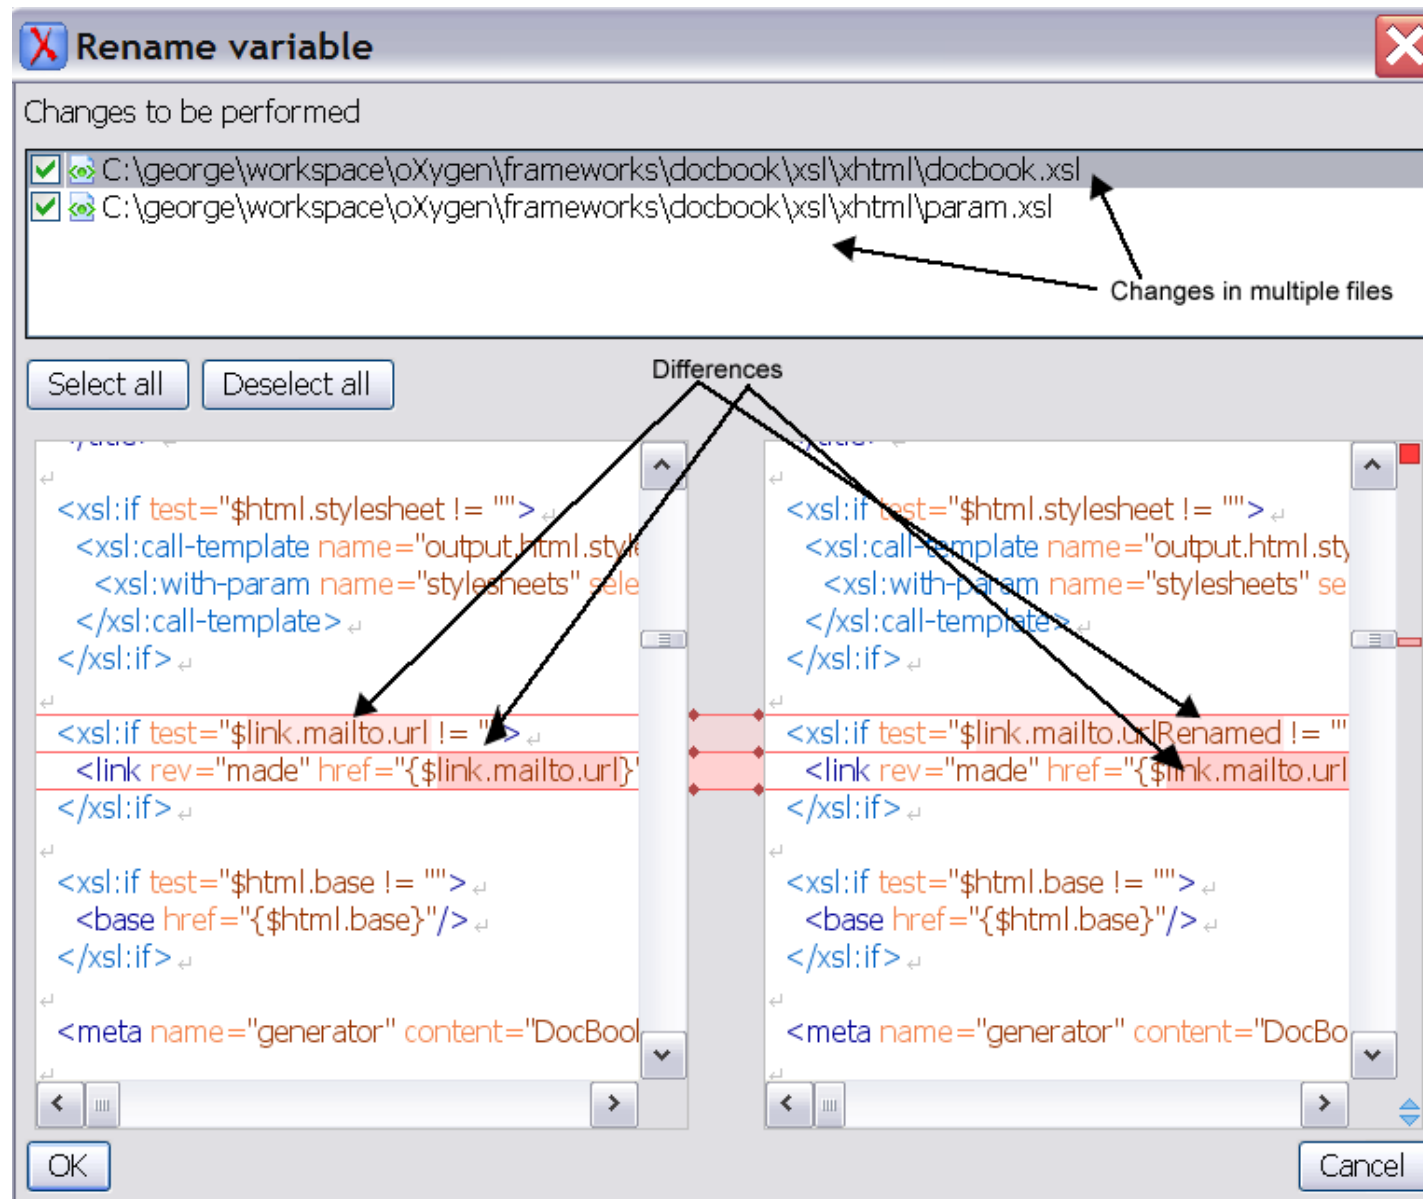 Rename variable
Changes to be performed
C:\george\workspace\oXygen\frameworks\docbook\xsl\xhtml\docbook.xsl
C:\george\workspace\oXygen\frameworks\docbook\xsl\xhtml\param.xsl
Changes in multiple files
Select all
Deselect all
Differences
<xsl:if test="$html.stylesheet != "">
<xsl:call-template name="output.html.style
<xsl:with-param name="stylesheets" sele
</xsl:call-template>
</xsl:if>
<xsl:if test="$link.mailto.url != "">
<link rev="made" href="{$link.mailto.url}"
</xsl:if>
<xsl:if test="$html.base != "">
<base href="{$html.base}"/>
</xsl:if>
<meta name="generator" content="DocBool
<xsl:if test="$html.stylesheet != "">
<xsl:call-template name="output.html.sty
<xsl:with-param name="stylesheets" se
</xsl:call-template>
</xsl:if>
<xsl:if test="$link.mailto.urlRenamed != ""
<link rev="made" href="{$link.mailto.url
</xsl:if>
<xsl:if test="$html.base != "">
<base href="{$html.base}"/>
</xsl:if>
<meta name="generator" content="DocBo
OK
Cancel